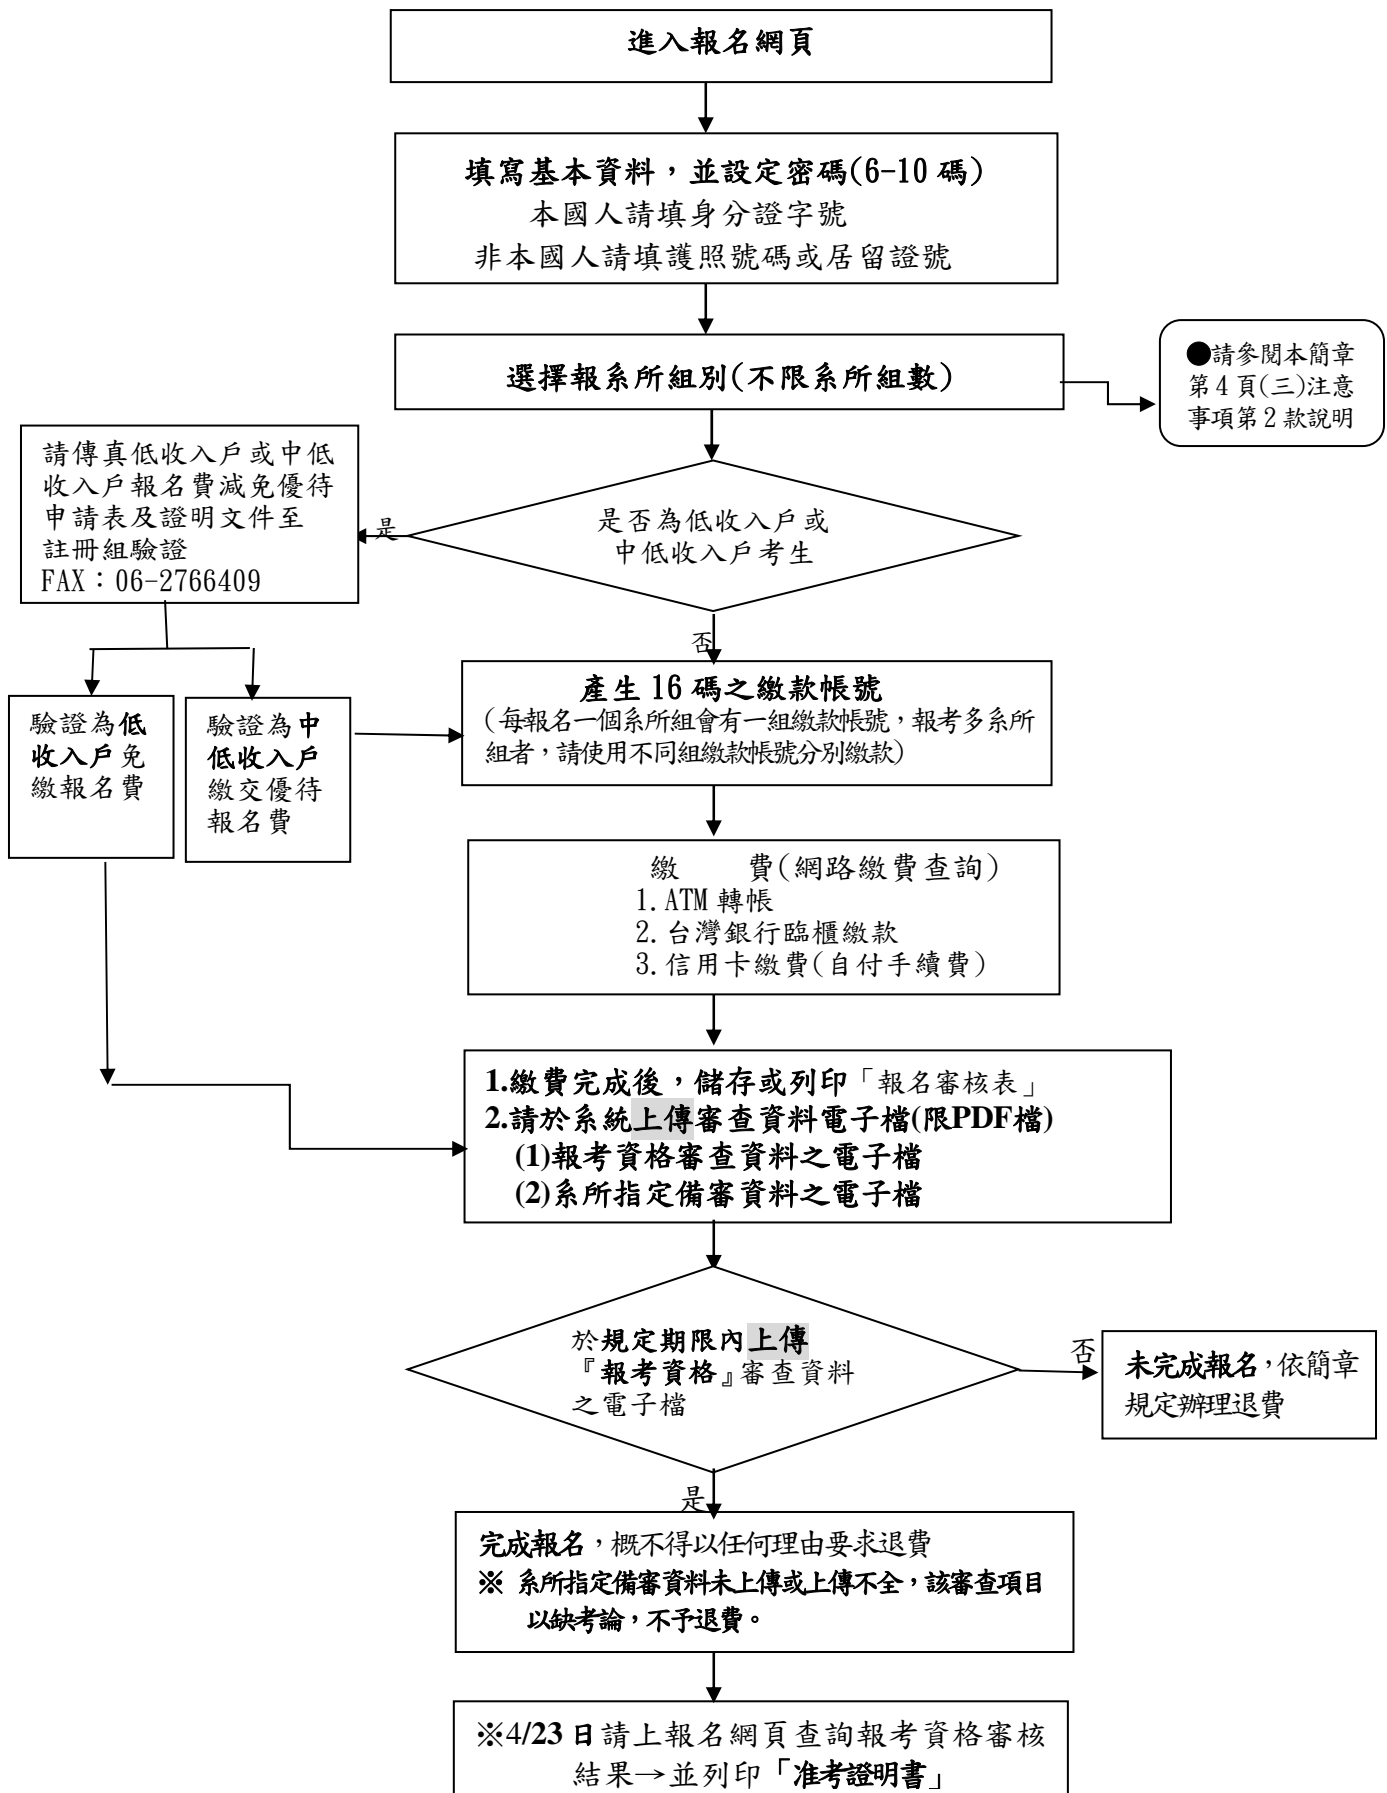 進入報名網頁
填寫基本資料，並設定密碼(6-10 碼)
本國人請填身分證字號
非本國人請填護照號碼或居留證號
選擇報系所組別(不限系所組數)
●請參閱本簡章
第 4 頁(三)注意
事項第 2 款說明
請傳真低收入戶或中低
收入戶報名費減免優待
申請表及證明文件至
註冊組驗證
FAX：06-2766409
是
是否為低收入戶或
中低收入戶考生
否
驗證為低
收入戶免
繳報名費
驗證為中
低收入戶
繳交優待
報名費
產生 16 碼之繳款帳號
(每報名一個系所組會有一組繳款帳號，報考多系所
組者，請使用不同組繳款帳號分別繳款)
繳　　費(網路繳費查詢)
1. ATM 轉帳
2. 台灣銀行臨櫃繳款
3. 信用卡繳費(自付手續費)
1.繳費完成後，儲存或列印「報名審核表」
2.請於系統上傳審查資料電子檔(限PDF檔)
(1)報考資格審查資料之電子檔
(2)系所指定備審資料之電子檔
於規定期限內上傳
『報考資格』審查資料
之電子檔
否
未完成報名，依簡章
規定辦理退費
是
完成報名，概不得以任何理由要求退費
※ 系所指定備審資料未上傳或上傳不全，該審查項目
以缺考論，不予退費。
※4/23 日請上報名網頁查詢報考資格審核
結果→並列印「准考證明書」